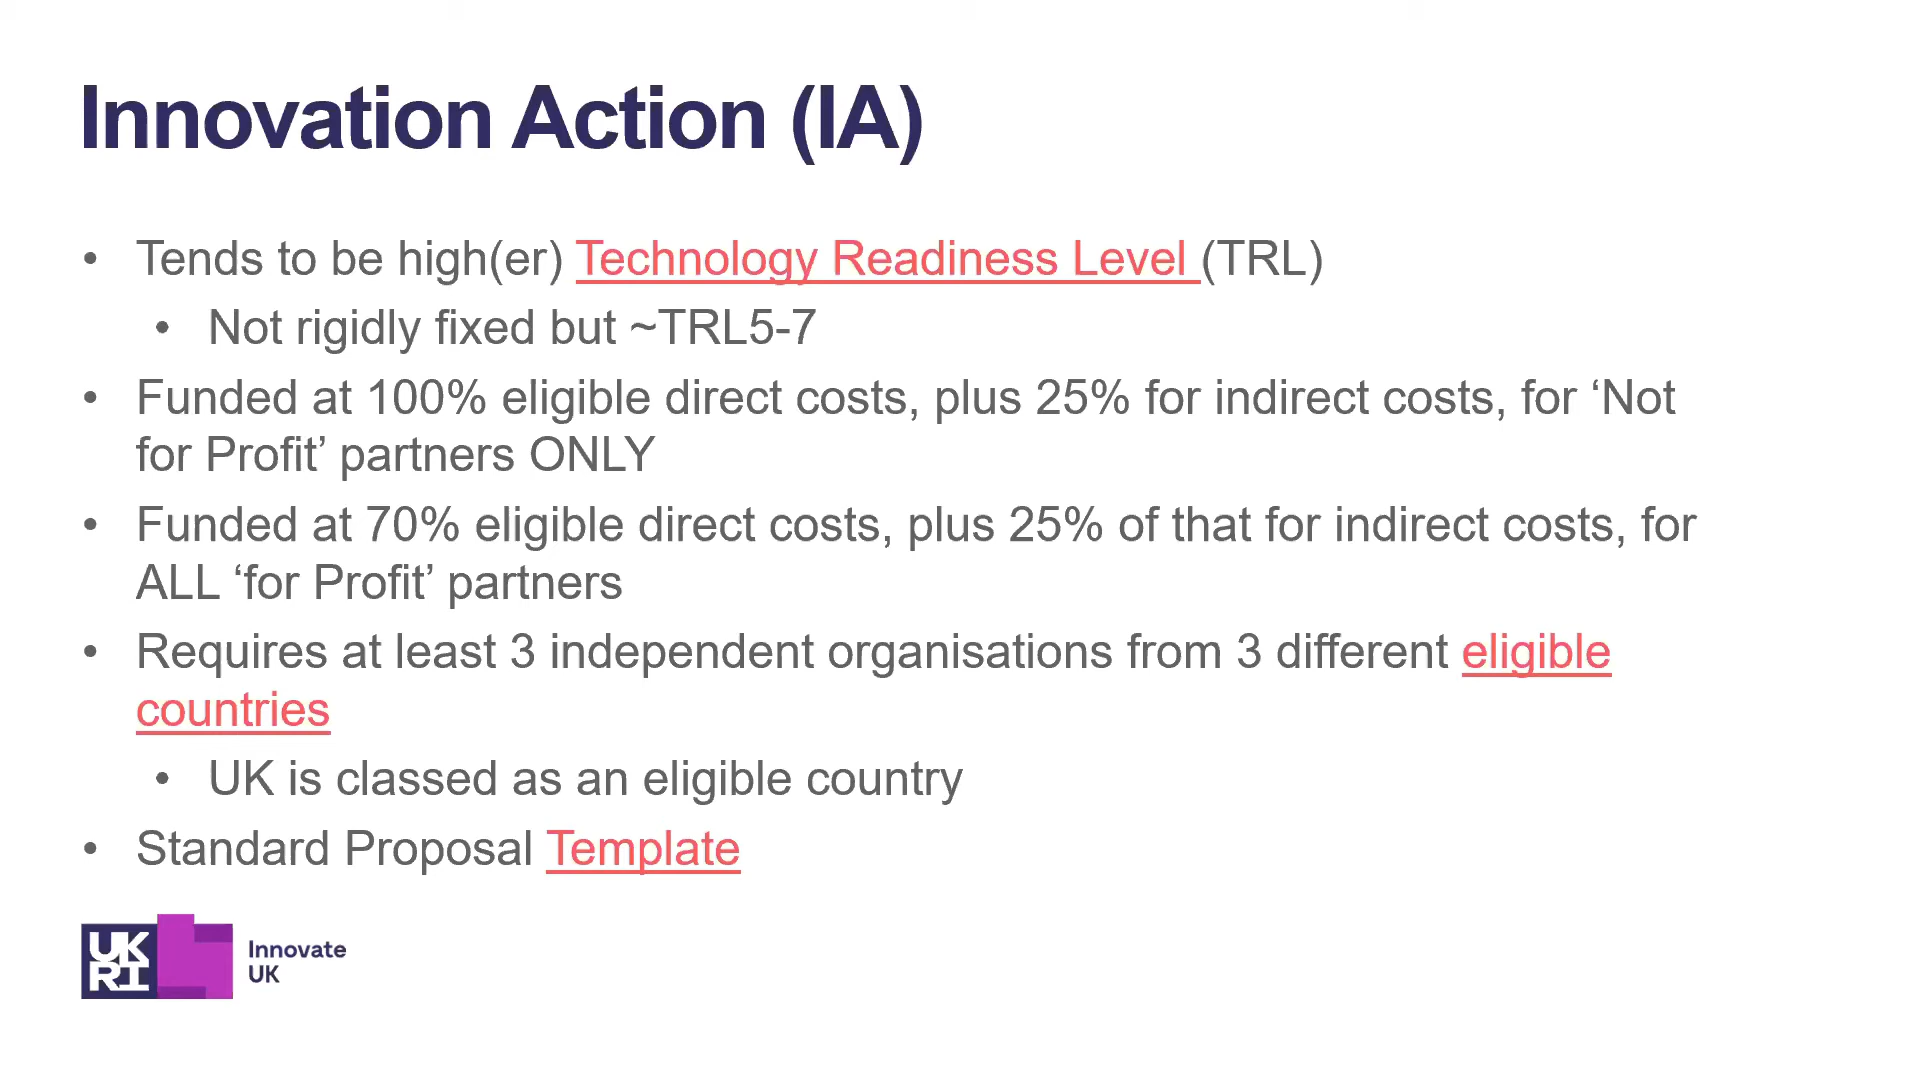 Innovation Action (IA)
• Tends to be high(er) Technology Readiness Level (TRL)
• Not rigidly fixed but ~TRL5-7
• Funded at 100% eligible direct costs, plus 25% for indirect costs, for ‘Not
for Profit’ partners ONLY
• Funded at 70% eligible direct costs, plus 25% of that for indirect costs, for
ALL ‘for Profit’ partners
• Requires at least 3 independent organisations from 3 different eligible
countries
• UK is classed as an eligible country
• Standard Proposal Template
UK
RI
Innovate
UK